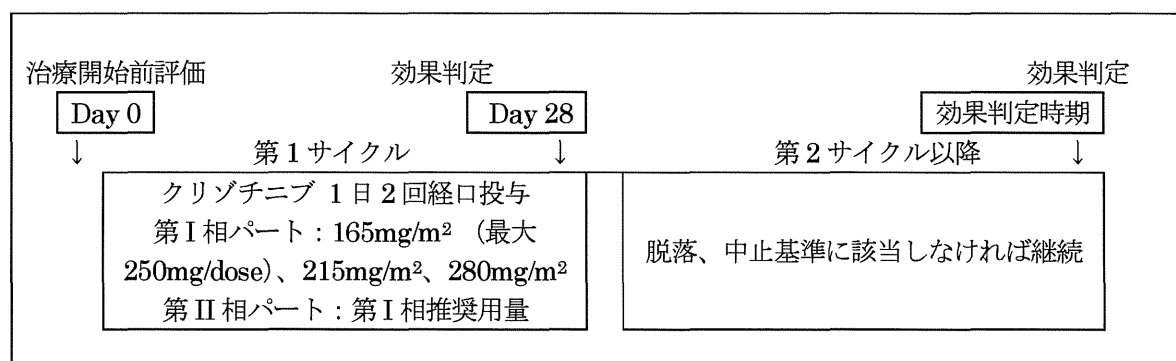 治療開始前評価 効果判定 効果判定
Day 0 Day 28 効果判定時期
↓ 第1サイクル ↓ 第2サイクル以降 ↓
クリゾチニブ 1日2回経口投与
第I相パート:165mg/m² (最大
250mg/dose)、215mg/m²、280mg/m²
第II相パート:第I相推奨用量
脱落、中止基準に該当しなければ継続